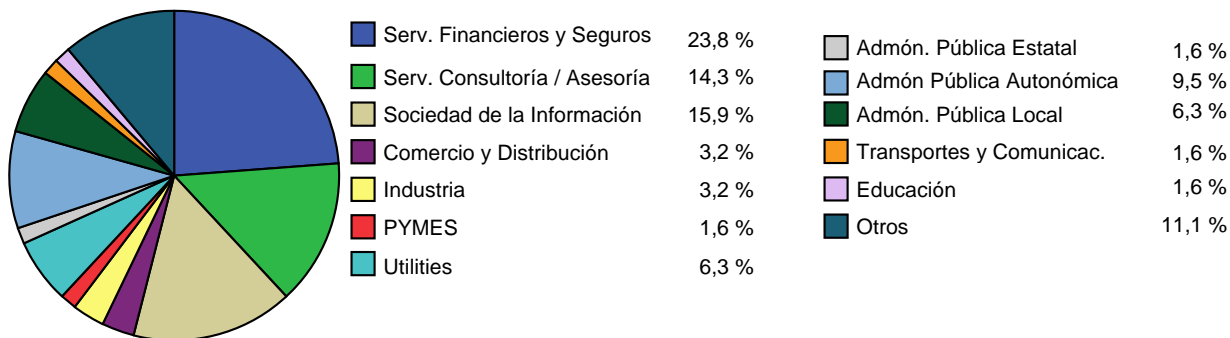 Serv. Financieros y Seguros 23,8 %
Serv. Consultoría / Asesoría 14,3 %
Sociedad de la Información 15,9 %
Comercio y Distribución 3,2 %
Industria 3,2 %
PYMES 1,6 %
Utilities 6,3 %
Admón. Pública Estatal 1,6 %
Admón Pública Autonómica 9,5 %
Admón. Pública Local 6,3 %
Transportes y Comunicac. 1,6 %
Educación 1,6 %
Otros 11,1 %